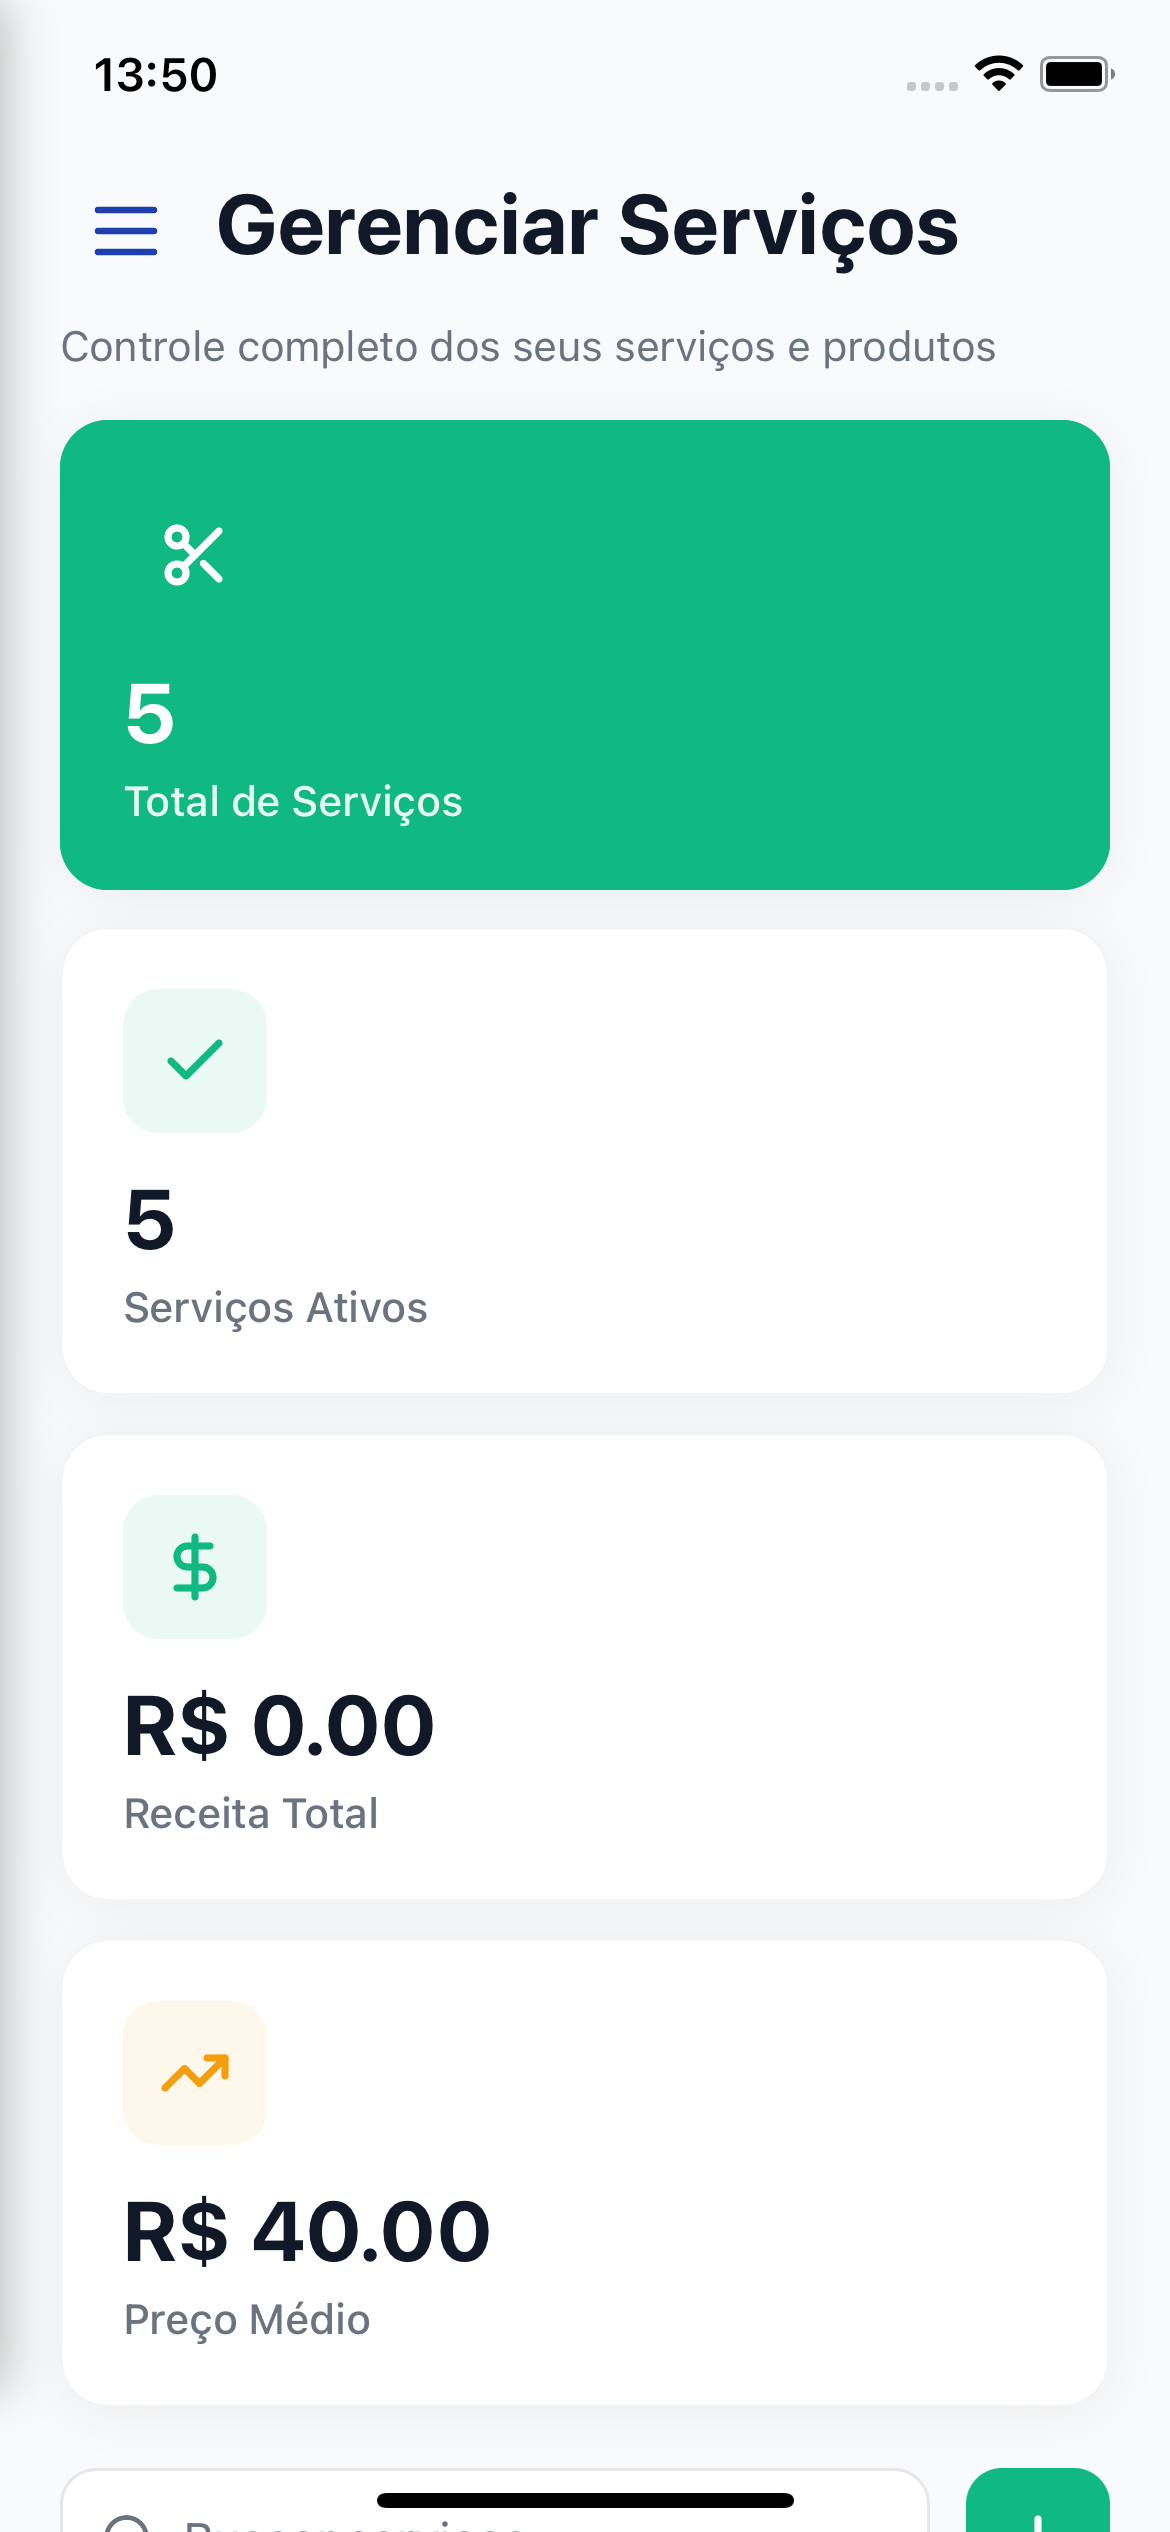 13:50
Gerenciar Serviços
Controle completo dos seus serviços e produtos
5
Total de Serviços
5
Serviços Ativos
R$ 0.00
Receita Total
R$ 40.00
Preço Médio